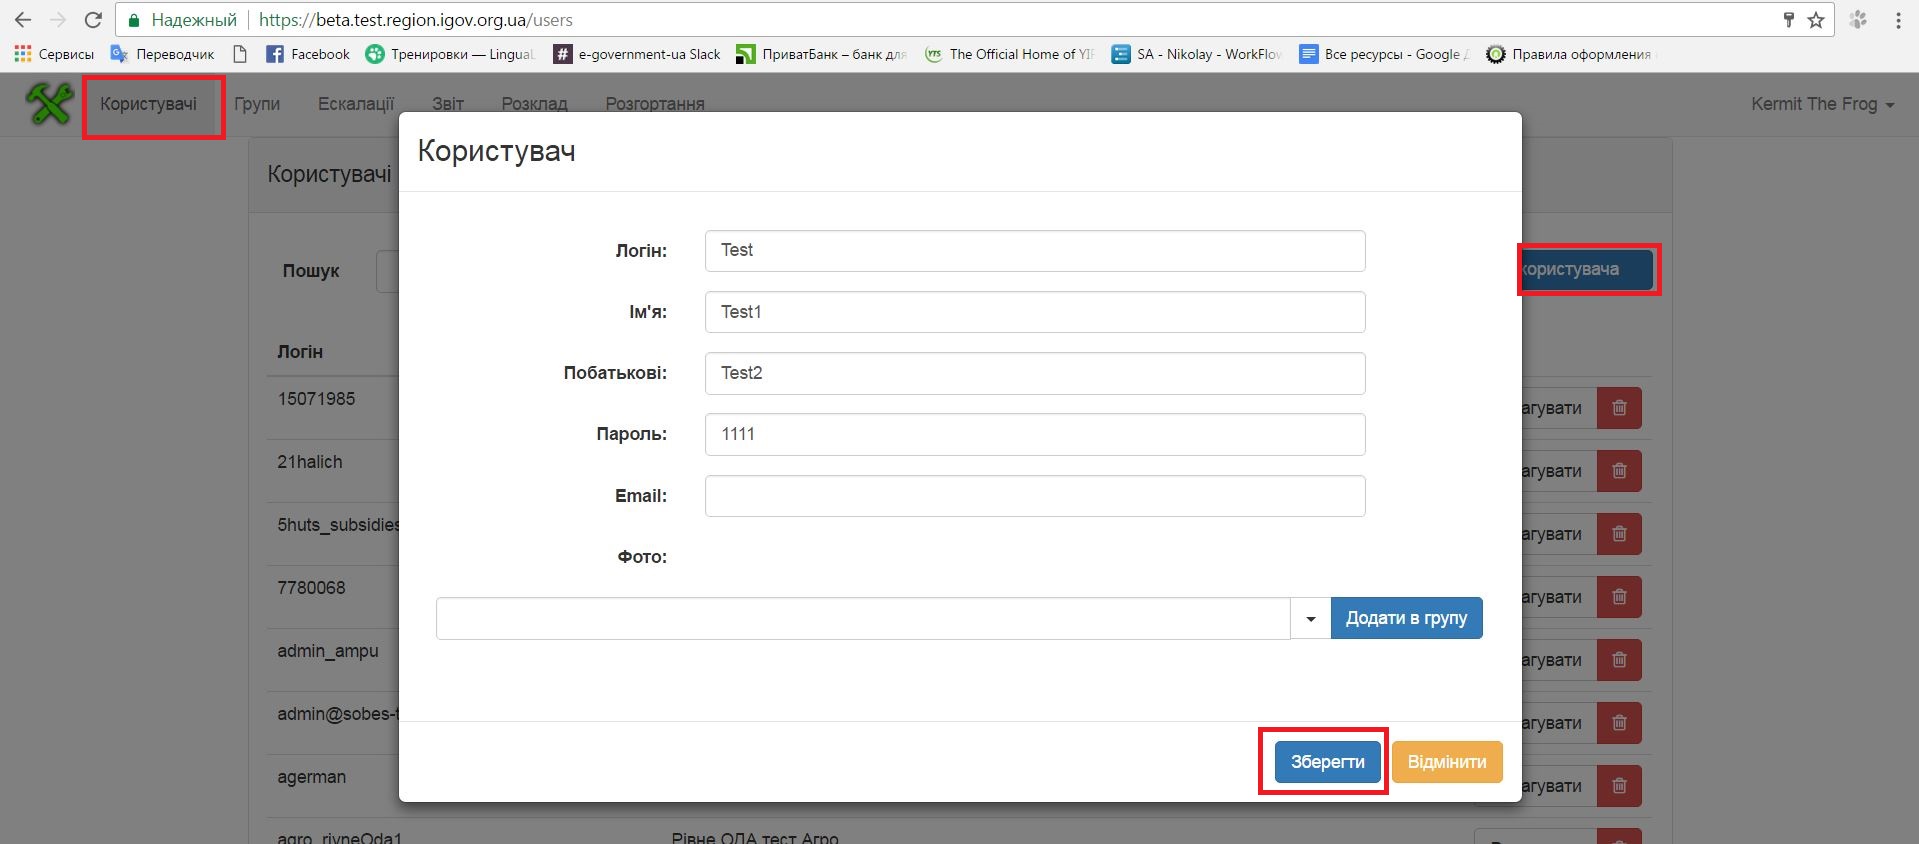 Надежный https://beta.test.region.igov.org.ua/users
Сервисы Переводчик Facebook Тренировки — Lingual e-government-ua Slack ПриватБанк – банк для The Official Home of YIF SA - Nikolay - WorkFlow Все ресурсы - Google Д Правила оформления
Користувачі Групи Ескалації Звіт Розклад Розгортання Kermit The Frog
Користувачі
Користувач
Логін: Test
Пошук
користувача
Ім'я: Test1
Логін
Побатькові: Test2
15071985
агувати
Пароль: 1111
21halich
агувати
Email:
5huts_subsidies
агувати
Фото:
7780068
агувати
Додати в групу
admin_ampu
агувати
admin@sobes-t
агувати
Зберегти Відмінити
agerman
агувати
agro_rivneOda1 Рівне ОДА тест Агро